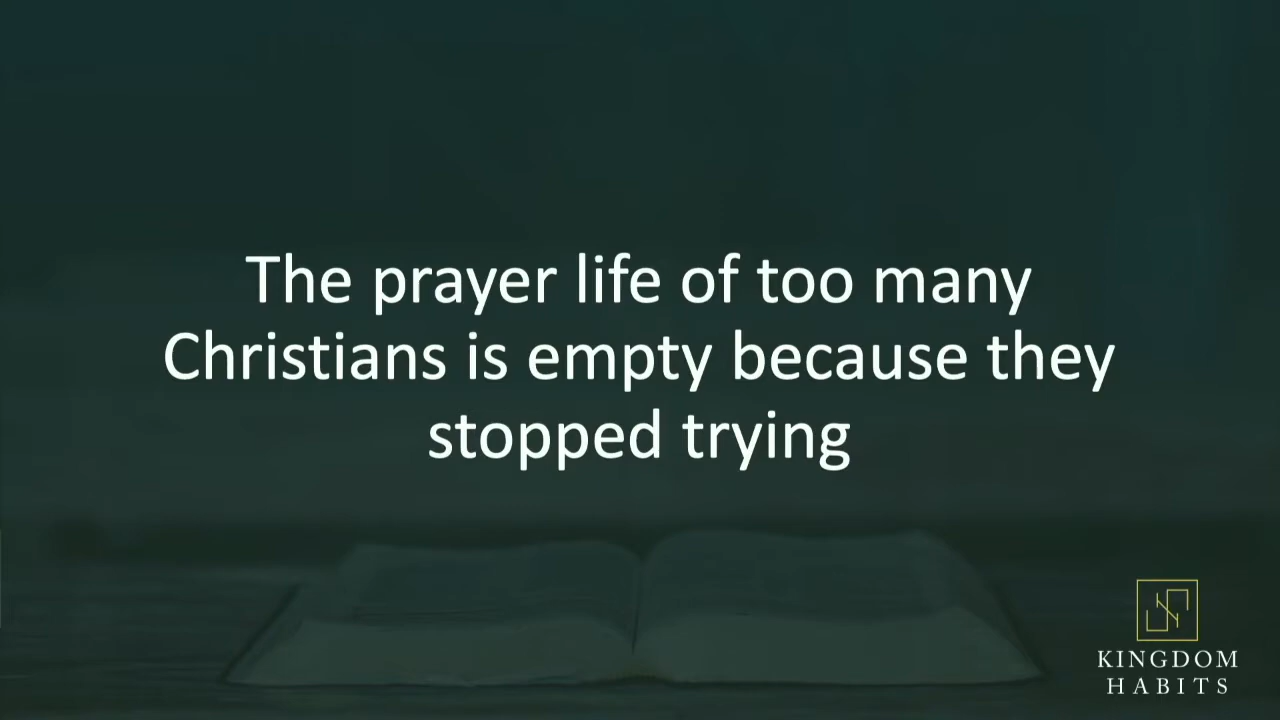 The prayer life of too many
Christians is empty because they
stopped trying
KINGDOM
HABITS